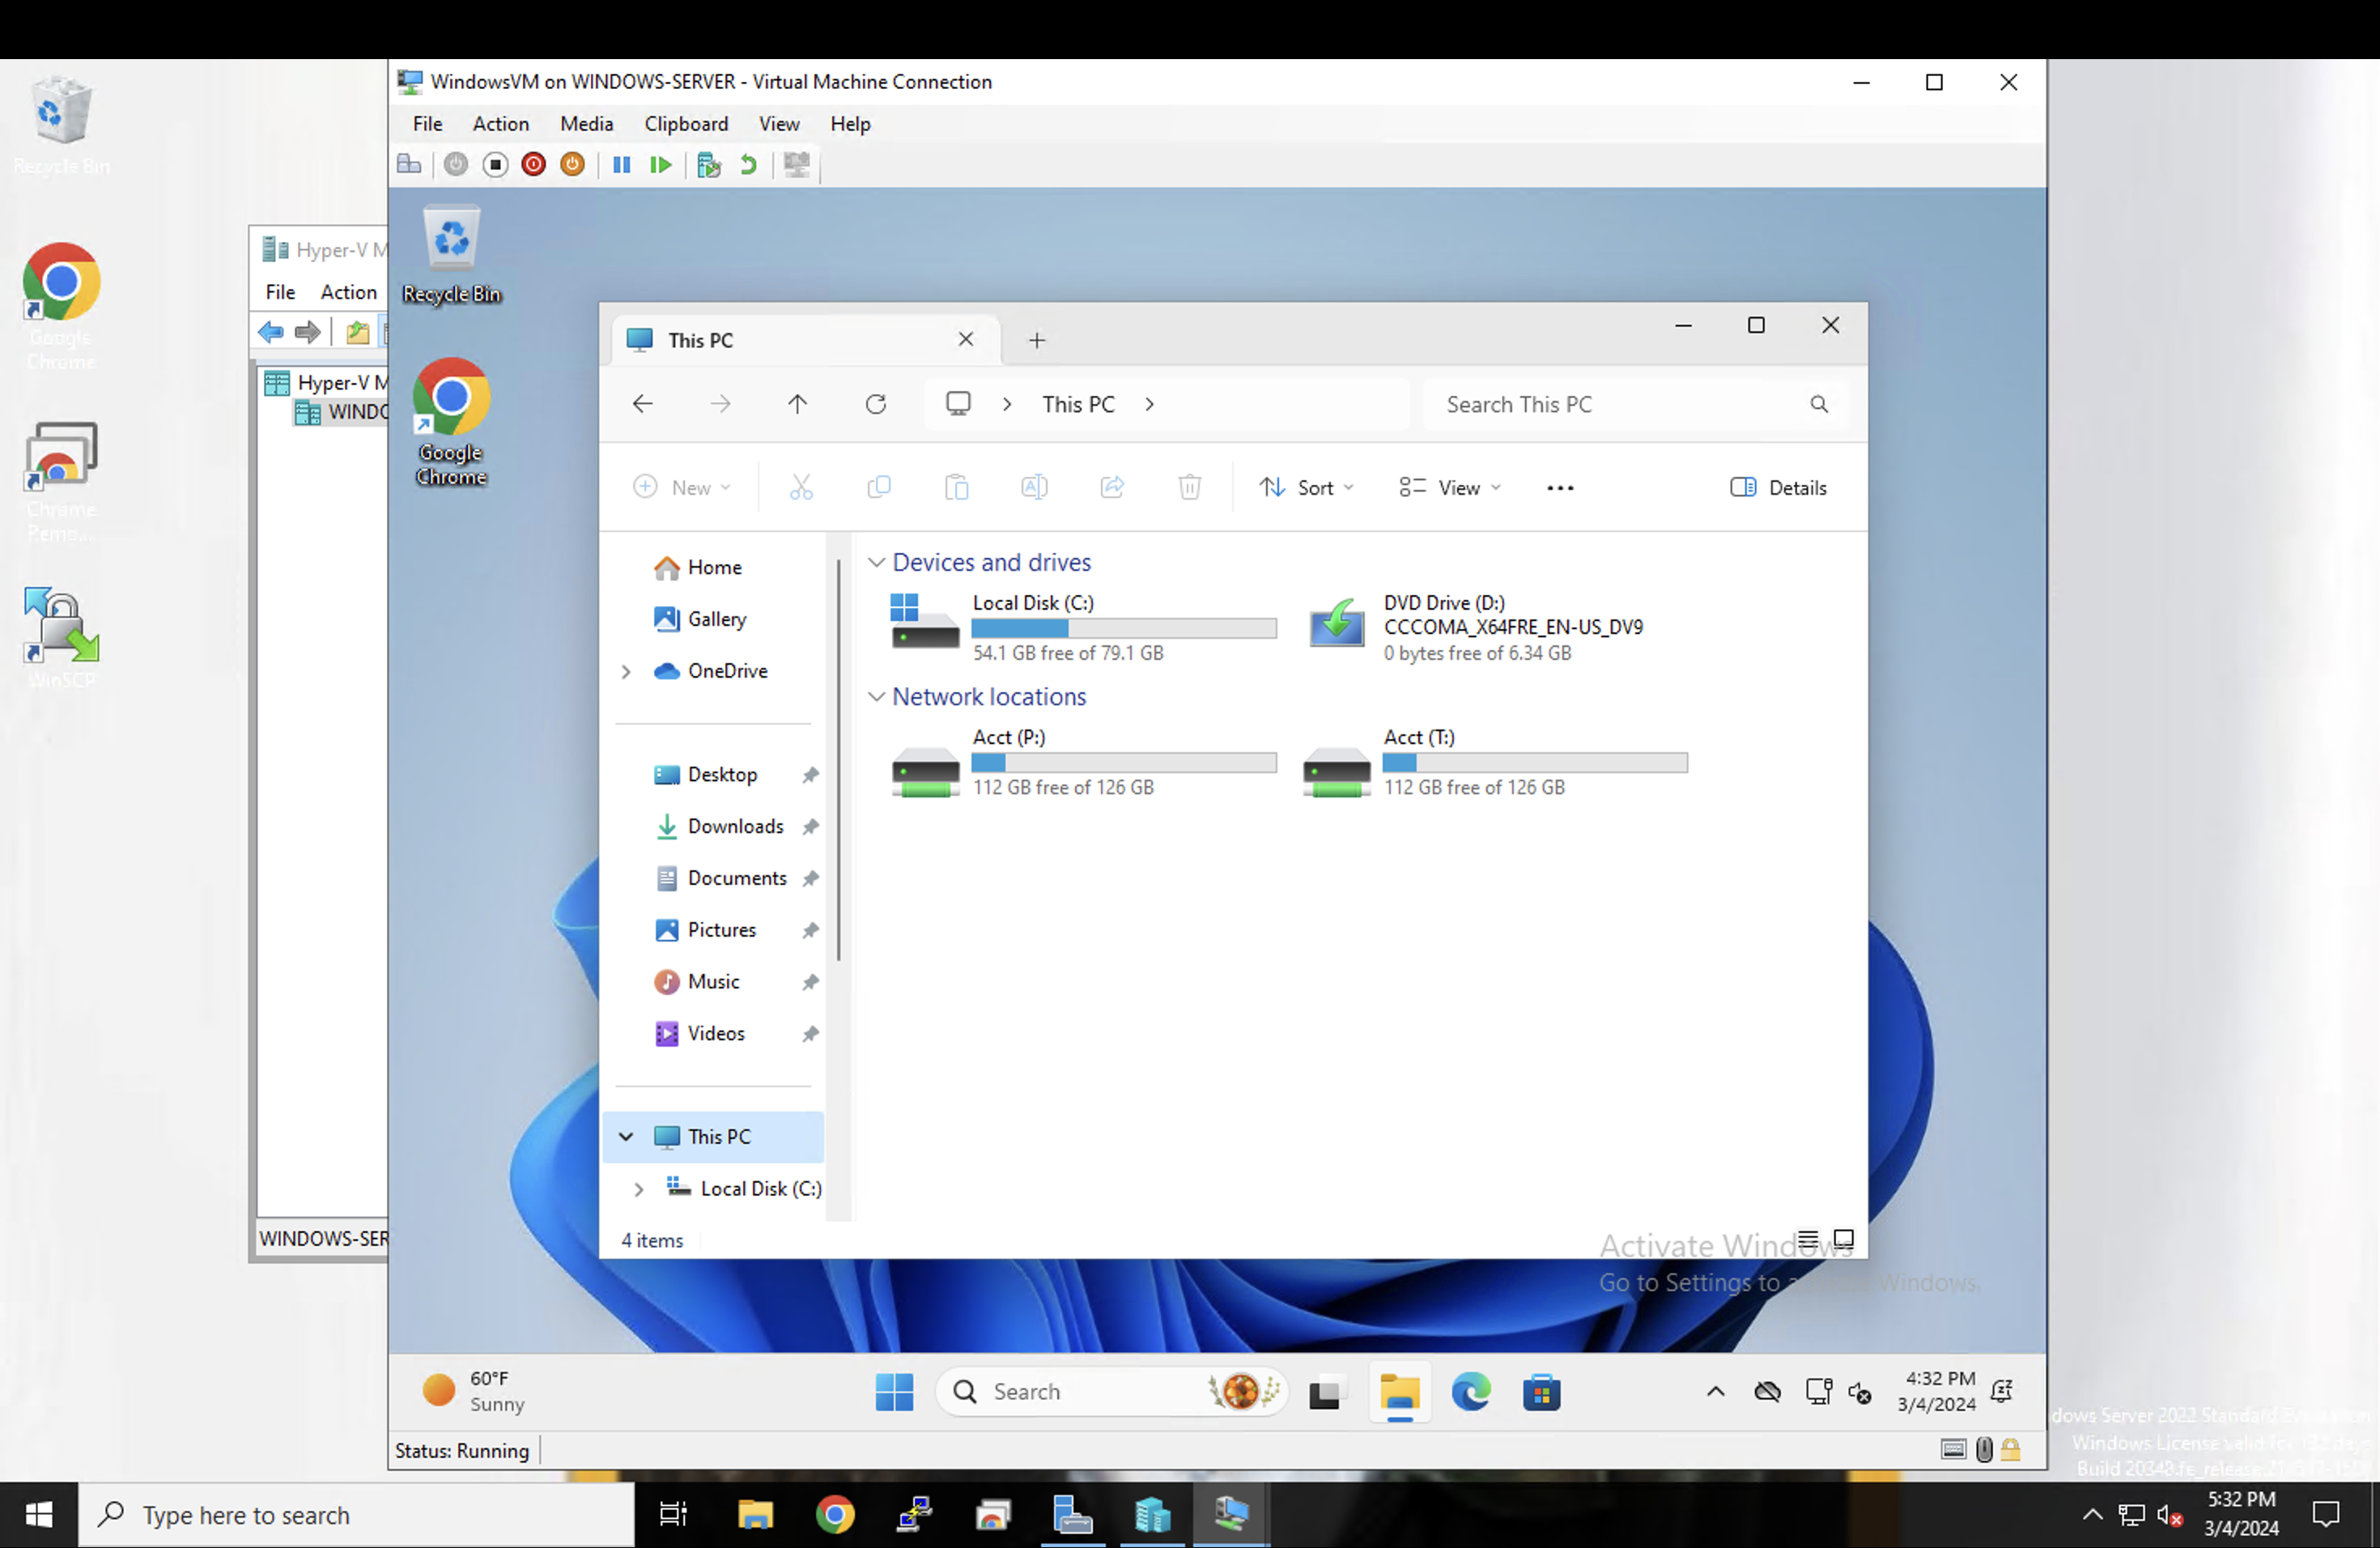 WindowsVM on WINDOWS-SERVER - Virtual Machine Connection
File Action Media Clipboard View Help
Recycle Bin
Google
Chrome
Chrome
Remo...
WinSCP
Hyper-V M
File Action
Hyper-V M
WINDO
WINDOWS-SER
Recycle Bin
Google
Chrome
This PC
This PC
Search This PC
New
Sort
View
Details
Home
Gallery
OneDrive
Desktop
Downloads
Documents
Pictures
Music
Videos
This PC
Local Disk (C:)
Devices and drives
Local Disk (C:)
54.1 GB free of 79.1 GB
DVD Drive (D:)
CCCOMA_X64FRE_EN-US_DV9
0 bytes free of 6.34 GB
Network locations
Acct (P:)
112 GB free of 126 GB
Acct (T:)
112 GB free of 126 GB
4 items
Activate Windows
Go to Settings to a Windows.
60°F
Sunny
Search
4:32 PM
3/4/2024
Status: Running
dows Server 2022 Standard
Windows License valid for days
Build 20348.fe_release
Type here to search
5:32 PM
3/4/2024